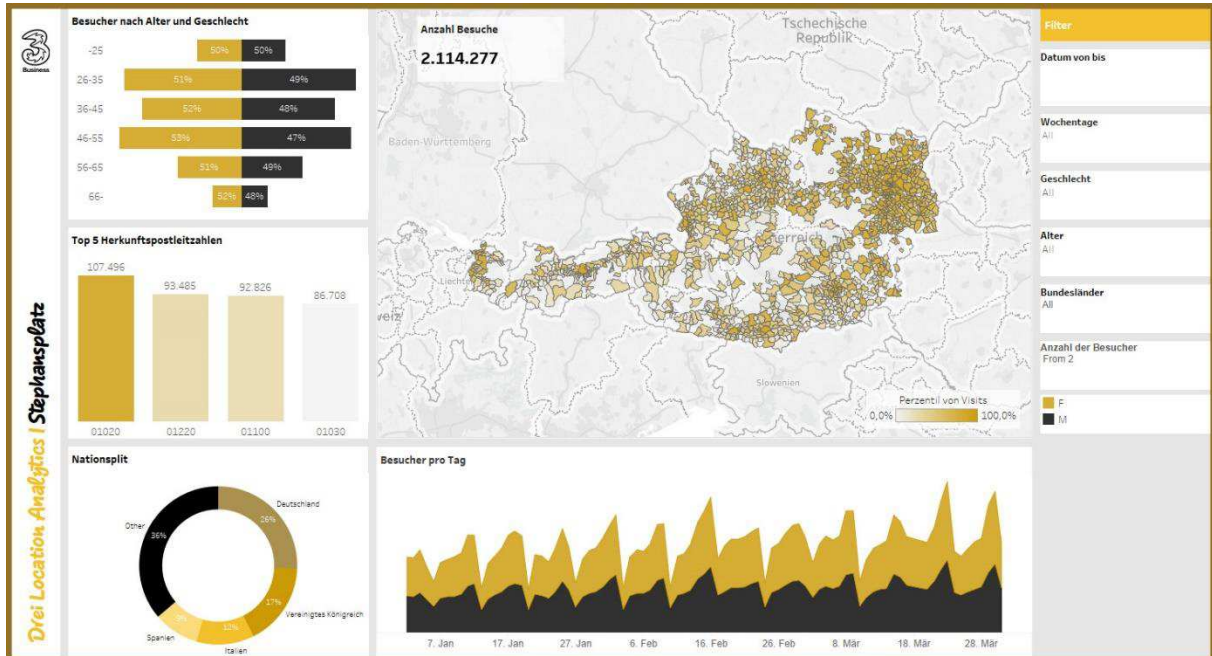 3
Business
Drei Location Analytics I Stephansplatz
Besucher nach Alter und Geschlecht
-25
50%
50%
26-35
51%
49%
36-45
52%
48%
46-55
53%
47%
56-65
51%
49%
66-
52%
48%
Top 5 Herkunftspostleitzahlen
107.496
93.485
92.826
86.708
01020
01220
01100
01030
Nationsplit
Deutschland
26%
Vereinigtes Königreich
17%
Italien
12%
Spanien
9%
Other
36%
Anzahl Besuche
2.114.277
Tschechische
Republik
Baden-Württemberg
erreich
Liechte
weiz
Slowenien
Perzentil von Visits
0,0%
100,0%
Besucher pro Tag
7. Jan
17. Jan
27. Jan
6. Feb
16. Feb
26. Feb
8. Mär
18. Mär
28. Mär
Filter
Datum von bis
Wochentage
All
Geschlecht
All
Alter
All
Bundesländer
All
Anzahl der Besucher
From 2
F
M